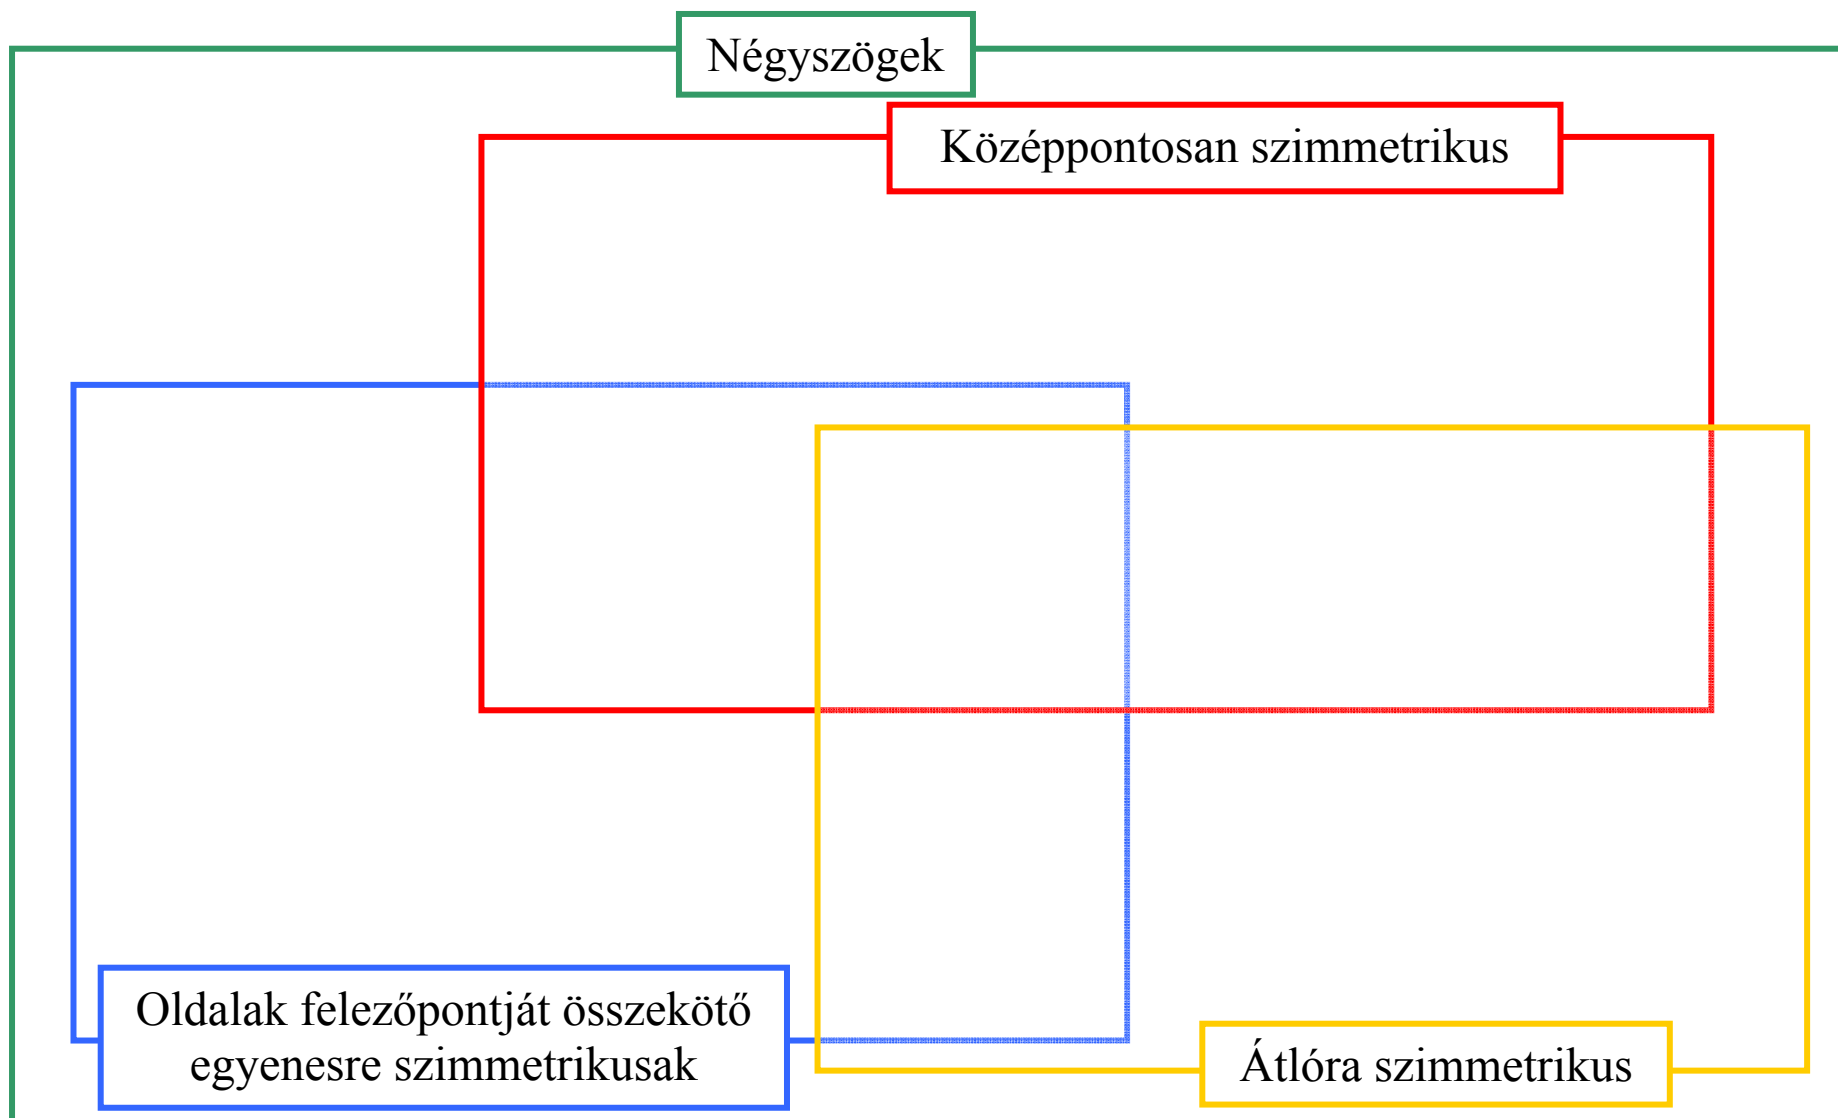 Négyszögek
Középpontosan szimmetrikus
Oldalak felezőpontját összekötő
egyenesre szimmetrikusak
Átlóra szimmetrikus